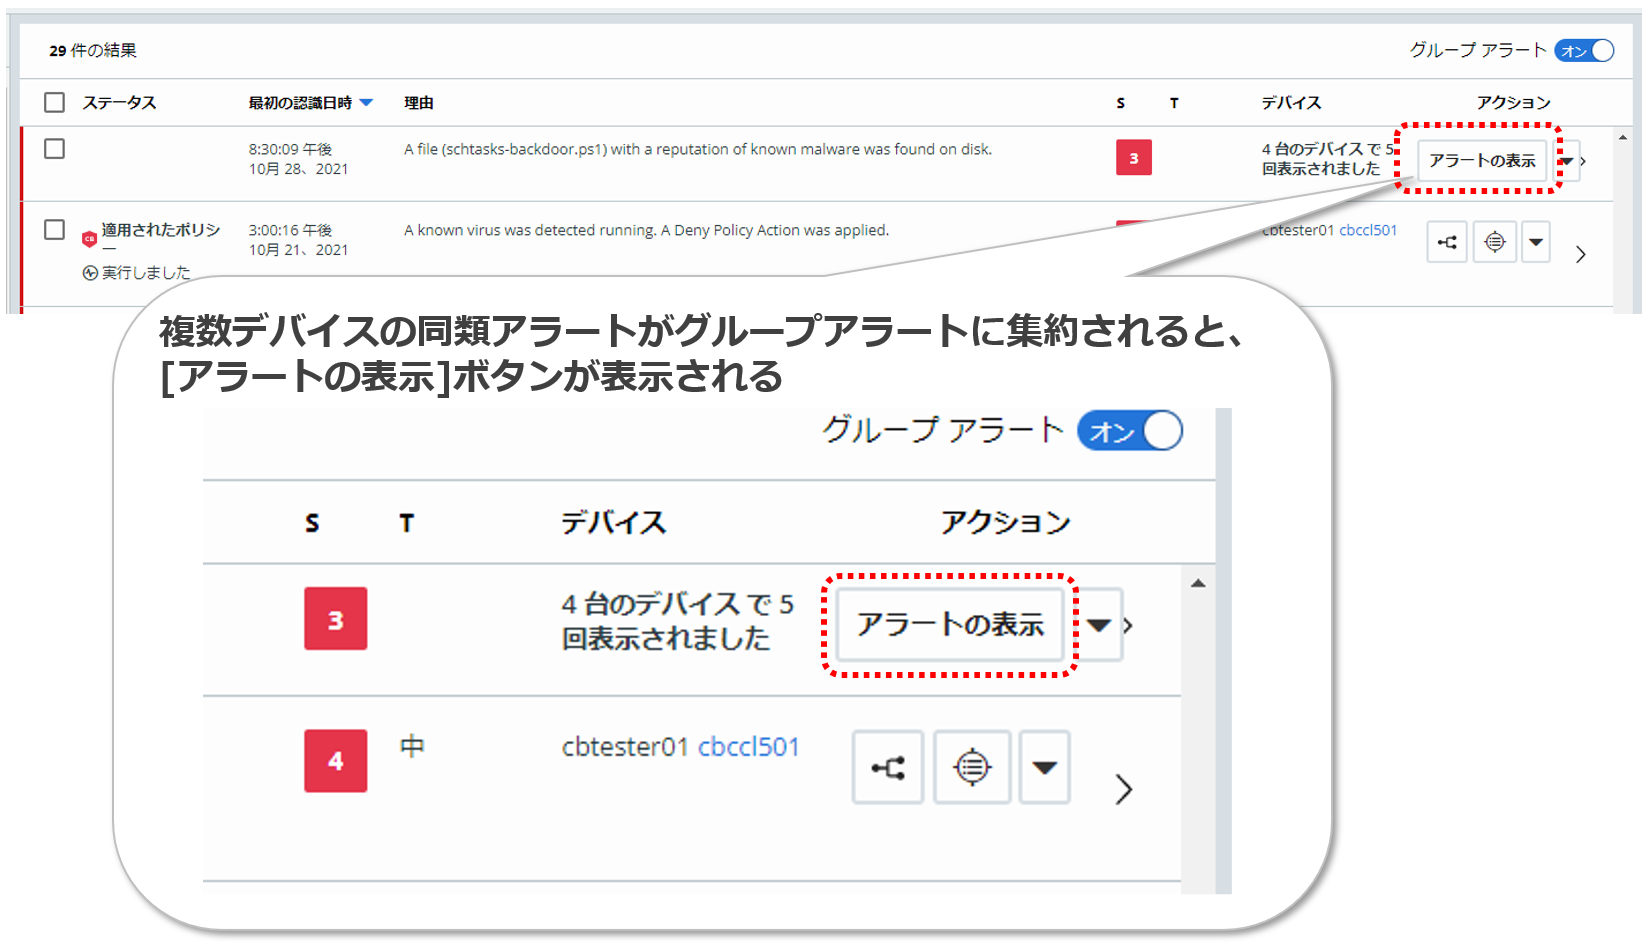 29 件の結果
グループ アラート オン
ステータス 最初の認識日時 理由 S T デバイス アクション
8:30:09 午後
10月 28、2021
A file (schtasks-backdoor.ps1) with a reputation of known malware was found on disk.
3
4 台のデバイス で 5
回表示されました
アラートの表示
CB 適用されたポリシ
ー
実行しました
3:00:16 午後
10月 21、2021
A known virus was detected running. A Deny Policy Action was applied.
cbtester01 cbccl501
複数デバイスの同類アラートがグループアラートに集約されると、
[アラートの表示]ボタンが表示される
グループ アラート オン
S T デバイス アクション
3
4 台のデバイス で 5
回表示されました
アラートの表示
4 中 cbtester01 cbccl501